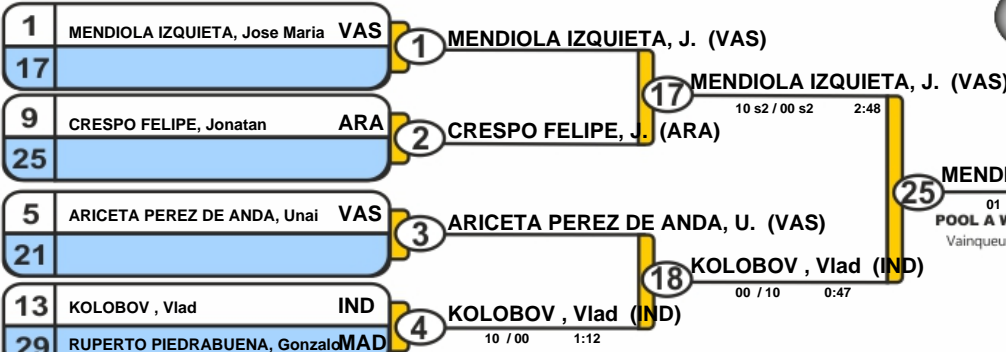 1 MENDIOLA IZQUIETA, Jose Maria VAS
17
1
MENDIOLA IZQUIETA, J. (VAS)
9 CRESPO FELIPE, Jonatan ARA
25
2
CRESPO FELIPE, J. (ARA)
17
MENDIOLA IZQUIETA, J. (VAS)
10 s2 / 00 s2 2:48
5 ARICETA PEREZ DE ANDA, Unai VAS
21
3
ARICETA PEREZ DE ANDA, U. (VAS)
13 KOLOBOV , Vlad IND
29 RUPERTO PIEDRABUENA, Gonzalo MAD
4
KOLOBOV , Vlad (IND)
10 / 00 1:12
18
KOLOBOV , Vlad (IND)
00 / 10 0:47
25
MENDI
01
POOL A
Vainqueu